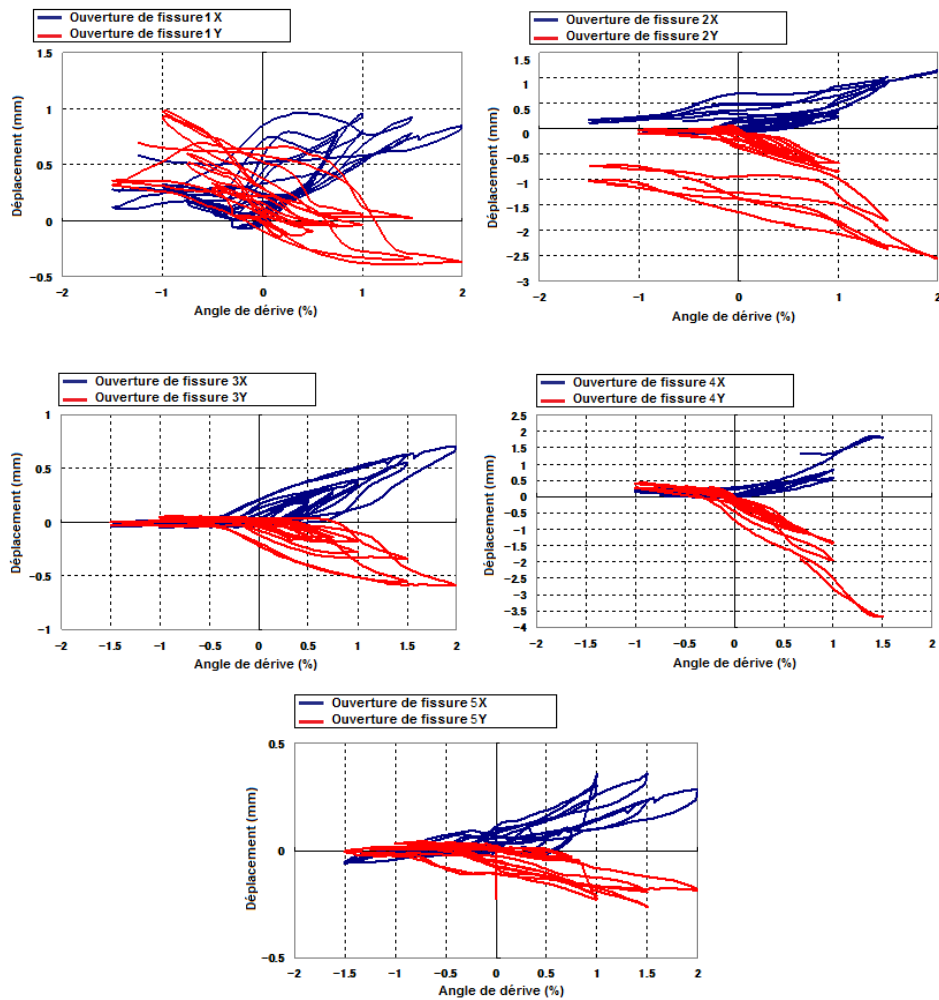 Ouverture de fissure 1 X
Ouverture de fissure 1 Y
1.5
1
0.5
0
−0.5
Déplacement (mm)
−2 −1 0 1 2
Angle de dérive (%)
Ouverture de fissure 2X
Ouverture de fissure 2Y
1.5
1
0.5
0
−0.5
−1
−1.5
−2
−2.5
−3
Déplacement (mm)
−2 −1 0 1 2
Angle de dérive (%)
Ouverture de fissure 3X
Ouverture de fissure 3Y
1
0.5
0
−0.5
−1
Déplacement (mm)
−2 −1.5 −1 −0.5 0 0.5 1 1.5 2
Angle de dérive (%)
Ouverture de fissure 4X
Ouverture de fissure 4Y
2.5
2
1.5
1
0.5
0
−0.5
−1
−1.5
−2
−2.5
−3
−3.5
−4
Déplacement (mm)
−2 −1.5 −1 −0.5 0 0.5 1 1.5 2
Angle de dérive (%)
Ouverture de fissure 5X
Ouverture de fissure 5Y
0.5
0
−0.5
Déplacement (mm)
−2 −1.5 −1 −0.5 0 0.5 1 1.5 2
Angle de dérive (%)